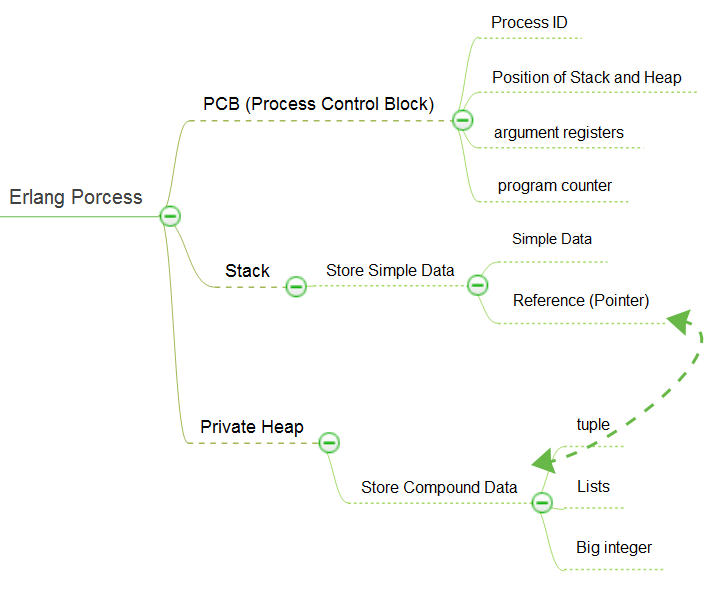 Erlang Porcess
PCB (Process Control Block)
Process ID
Position of Stack and Heap
argument registers
program counter
Stack
Store Simple Data
Simple Data
Reference (Pointer)
Private Heap
Store Compound Data
tuple
Lists
Big integer